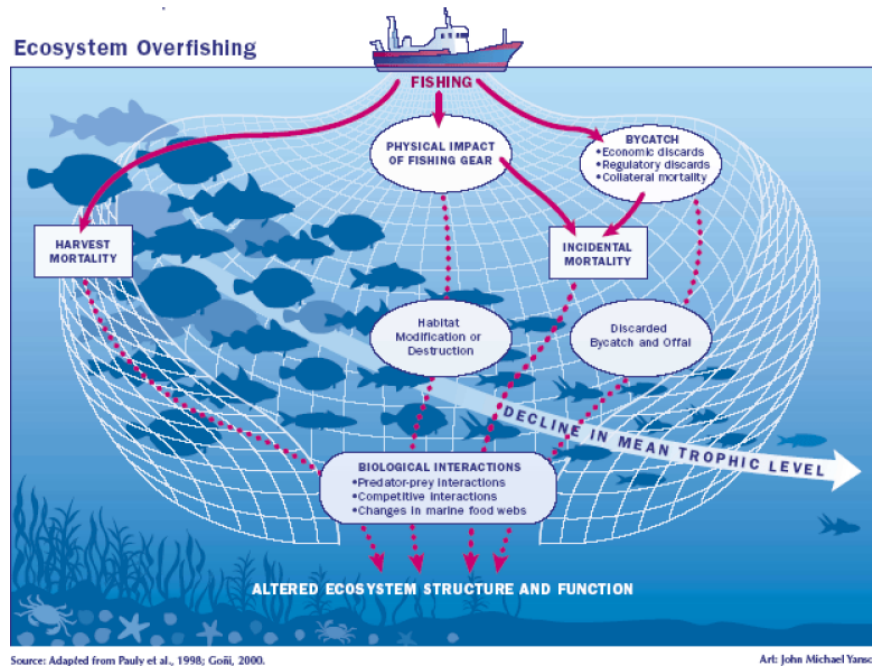 Ecosystem Overfishing
FISHING
PHYSICAL IMPACT
OF FISHING GEAR
BYCATCH
•Economic discards
•Regulatory discards
•Collateral mortality
HARVEST
MORTALITY
INCIDENTAL
MORTALITY
Habitat
Modification or
Destruction
Discarded
Bycatch and Offal
DECLINE IN MEAN TROPHIC LEVEL
BIOLOGICAL INTERACTIONS
•Predator-prey interactions
•Competitive interactions
•Changes in marine food webs
ALTERED ECOSYSTEM STRUCTURE AND FUNCTION
Source: Adapted from Pauly et al., 1998; Goñi, 2000.
Art: John Michael Yansc